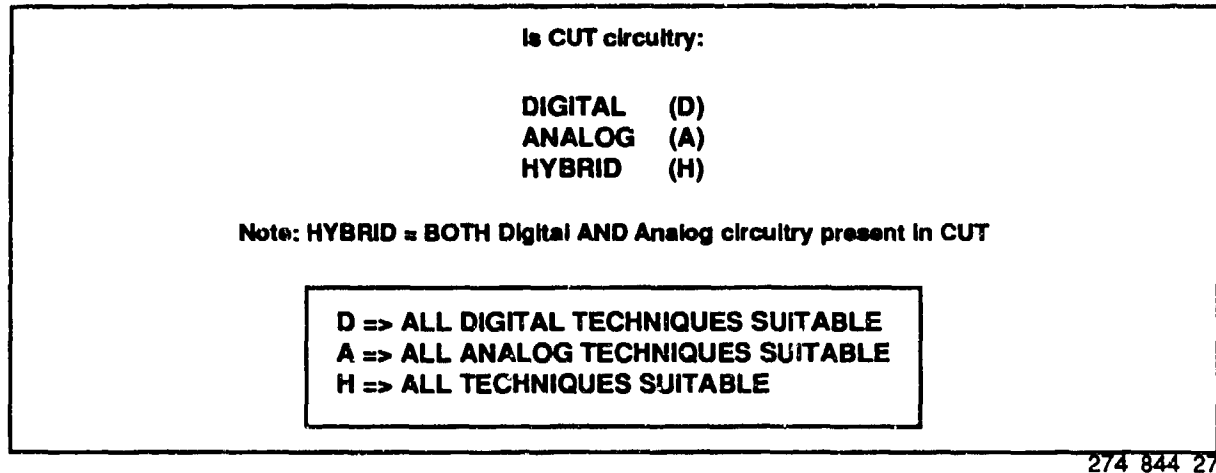 Is CUT circuitry:
DIGITAL (D)
ANALOG (A)
HYBRID (H)
Note: HYBRID = BOTH Digital AND Analog circuitry present in CUT
D => ALL DIGITAL TECHNIQUES SUITABLE
A => ALL ANALOG TECHNIQUES SUITABLE
H => ALL TECHNIQUES SUITABLE
274 844 27